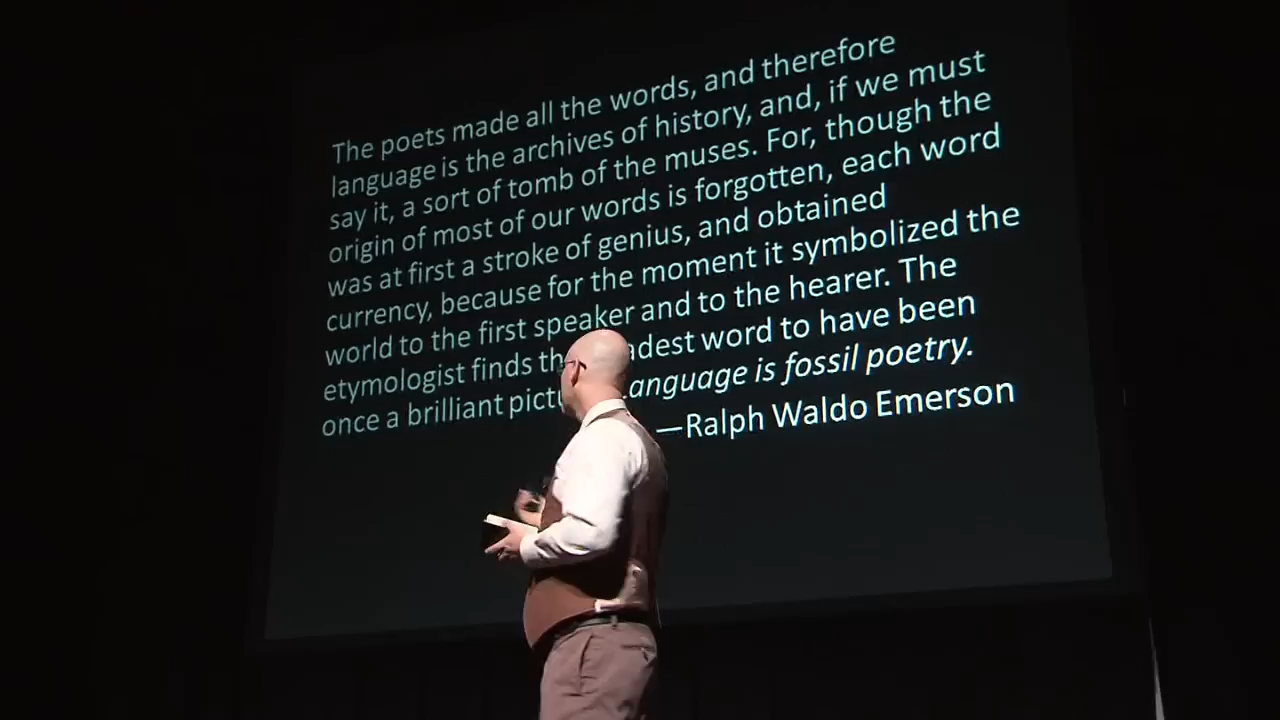 The poets made all the words, and therefore
language is the archives of history, and, if we must
say it, a sort of tomb of the muses. For, though the
origin of most of our words is forgotten, each word
was at first a stroke of genius, and obtained
currency, because for the moment it symbolized the
world to the first speaker and to the hearer. The
etymologist finds word to have been
once a brilliant is fossil poetry.
—Ralph Waldo Emerson